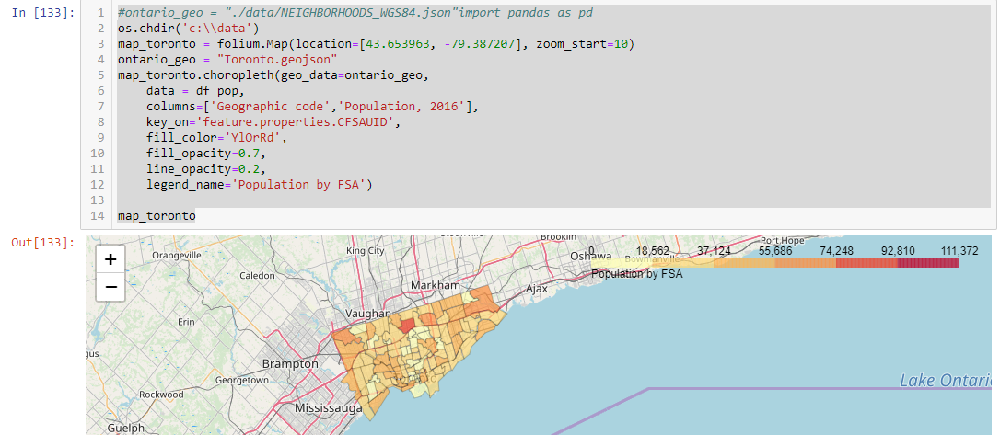 In [133]:
1 #ontario_geo = "./data/NEIGHBORHOODS_WGS84.json"import pandas as pd
2 os.chdir('c:\\data')
3 map_toronto = folium.Map(location=[43.653963, -79.387207], zoom_start=10)
4 ontario_geo = "Toronto.geojson"
5 map_toronto.choropleth(geo_data=ontario_geo,
6 data = df_pop,
7 columns=['Geographic code','Population, 2016'],
8 key_on='feature.properties.CFSAUID',
9 fill_color='YlOrRd',
10 fill_opacity=0.7,
11 line_opacity=0.2,
12 legend_name='Population by FSA')
13
14 map_toronto
Out[133]:
+
−
Brooklin
Port Hope
Orangeville
King City
Oshawa
Bowmanville
0 18,562 37,124 55,686 74,248 92,810 111,372
Population by FSA
Caledon
Markham
Ajax
Vaughan
Erin
gus
Brampton
Georgetown
Lake Ontari
Rockwood
Mississauga
Guelph